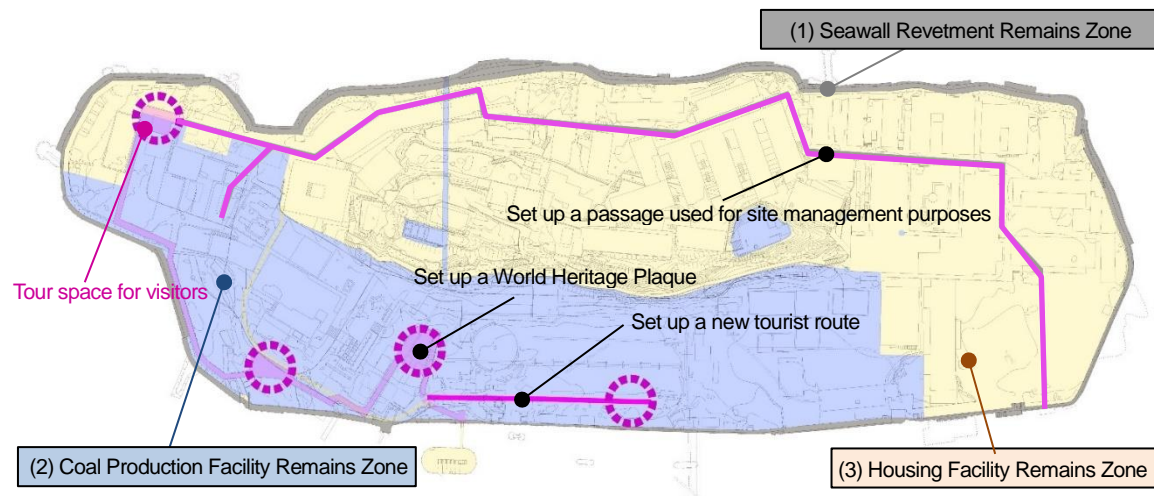 (1) Seawall Revetment Remains Zone
Set up a passage used for site management purposes
Set up a World Heritage Plaque
Tour space for visitors
Set up a new tourist route
(2) Coal Production Facility Remains Zone
(3) Housing Facility Remains Zone